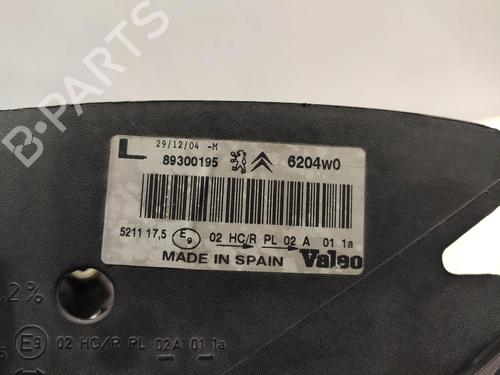 29/12/04 -M
L 89300195 6204w0
5211 17,5 E9 02 HC/R PL 02 A 01 1a
MADE IN SPAIN Valeo
.2%
E9 02 HC/R PL 02A 01 1a